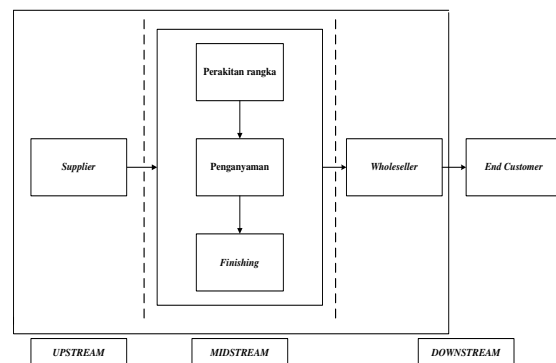 Perakitan rangka
Supplier
Penganyaman
Wholeseller
End Customer
Finishing
UPSTREAM
MIDSTREAM
DOWNSTREAM